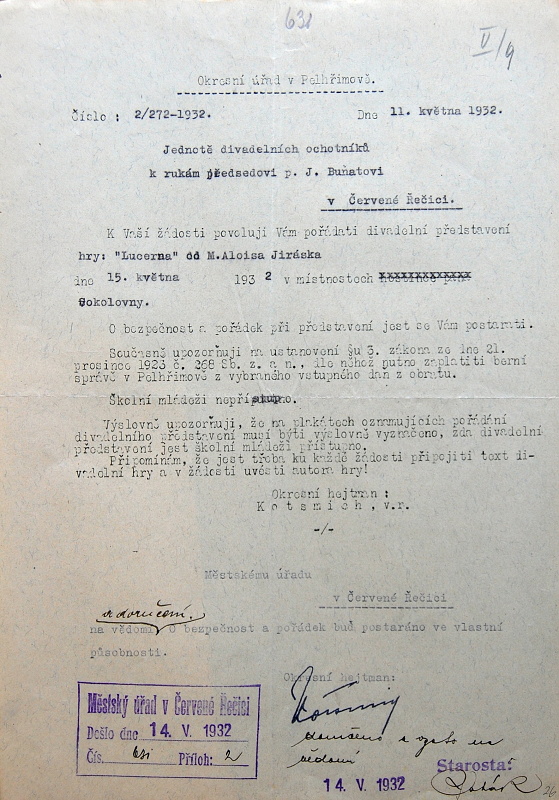 631
V/9
Okresní úřad v Pelhřimově.
Číslo : 2/272-1932. Dne 11. května 1932.
Jednotě divadelních ochotníků
k rukám předsedovi p. J. Buňatovi
v Červené Řečici.
K Vaší žádosti povoluji Vám pořádati divadelní představení
hry: "Lucerna" od M.Aloisa Jiráska
dne 15. května 1932 v místnostech
Sokolovny.
O bezpečnost a pořádek při představení jest se Vám postarati.
Současně upozorňuji na ustanovení §u 3. zákona ze dne 21.
prosince 1923 č. 268 Sb. z. a n., dle něhož nutno zaplatiti berní
správě v Pelhřimově z vybraného vstupného daň z obratu.
Školní mládeži nepřístupno.
Výslovně upozorňuji, že na plakátech oznamujících pořádání
divadelního představení musí býti výslovně vyznačeno, zda divadelní
představení jest školní mládeži přístupno.
Připomínám, že jest třeba ku každé žádosti připojiti text di-
vadelní hry a v žádosti uvésti autora hry!
Okresní hejtman :
Kotsmich, v.r.
-/-
Městskému úřadu
v Červené Řečici
a doručení.
na vědomí. O bezpečnost a pořádek buď postaráno ve vlastní
působnosti.
Okresní hejtman:
Městský úřad v Červené Řečici
Došlo dne 14. V. 1932
Čís. 631 Příloh: 2
doručeno a vzato na
vědomí
14. V. 1932
Starosta: